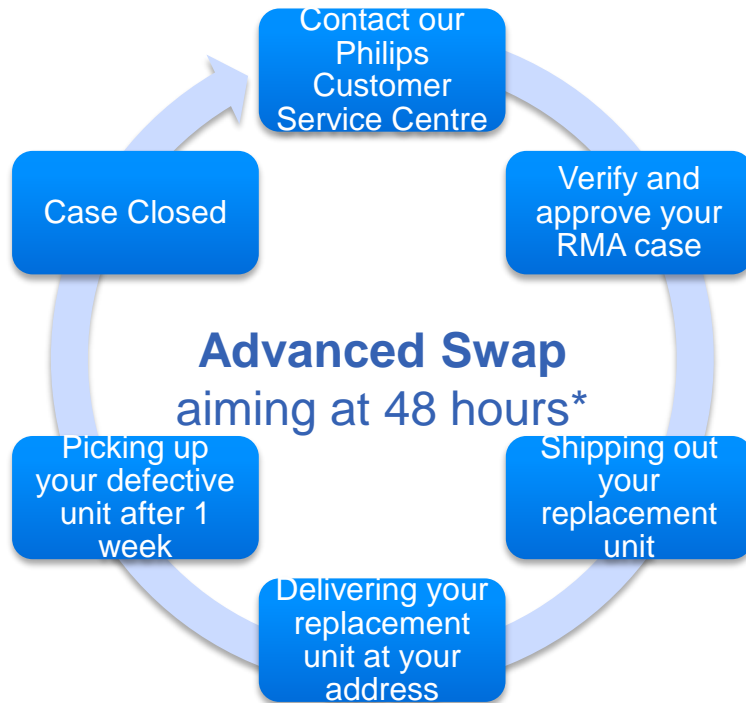 Contact our
Philips
Customer
Service Centre
Verify and
approve your
RMA case
Shipping out
your
replacement
unit
Delivering your
replacement
unit at your
address
Picking up
your defective
unit after 1
week
Case Closed
Advanced Swap
aiming at 48 hours*